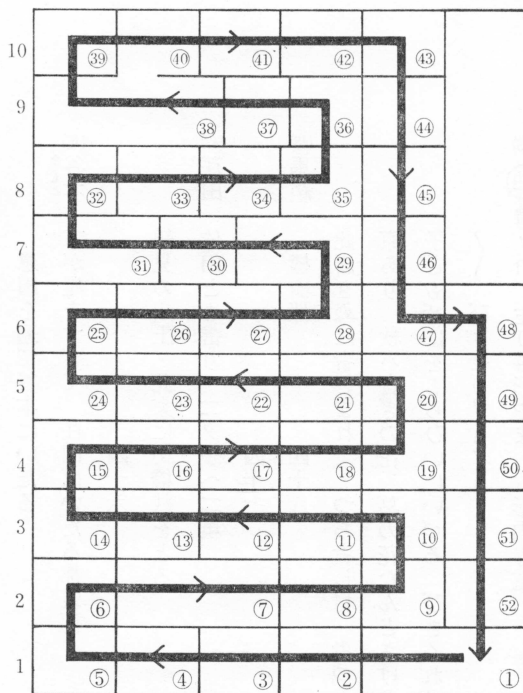 10 ㊴ ㊵ ㊶ ㊷ ㊸
9 ㊳ ㊲ ㊱ ㊹
8 ㉜ ㉝ ㉞ ㉟ ㊺
7 ㉛ ㉚ ㉙ ㊻
6 ㉕ ㉖ ㉗ ㉘ ㊼ ㊽
5 ㉔ ㉓ ㉒ ㉑ ⑳ ㊾
4 ⑮ ⑯ ⑰ ⑱ ⑲ ㊿
3 ⑭ ⑬ ⑫ ⑪ ⑩ 51
2 ⑥ ⑦ ⑧ ⑨ 52
1 ⑤ ④ ③ ② ①